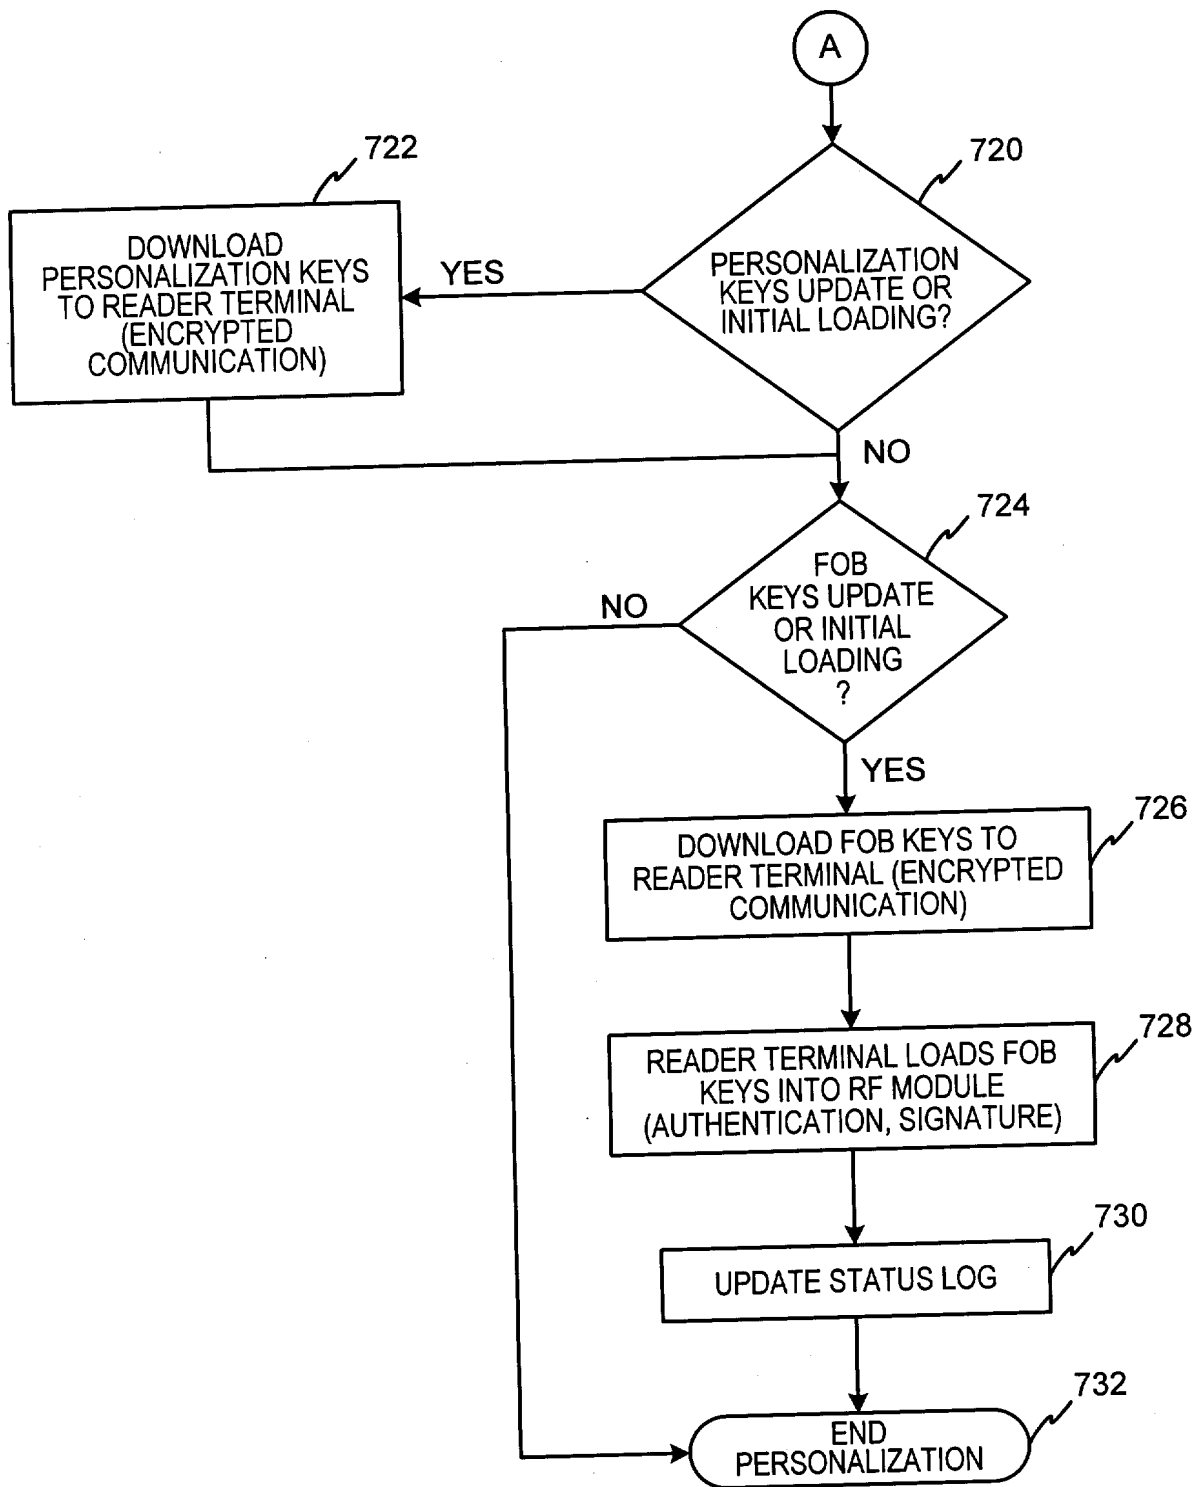 A
720
PERSONALIZATION
KEYS UPDATE OR
INITIAL LOADING?
722
DOWNLOAD
PERSONALIZATION KEYS
TO READER TERMINAL
(ENCRYPTED
COMMUNICATION)
YES
NO
724
FOB
KEYS UPDATE
OR INITIAL
LOADING
?
NO
YES
726
DOWNLOAD FOB KEYS TO
READER TERMINAL (ENCRYPTED
COMMUNICATION)
728
READER TERMINAL LOADS FOB
KEYS INTO RF MODULE
(AUTHENTICATION, SIGNATURE)
730
UPDATE STATUS LOG
732
END
PERSONALIZATION